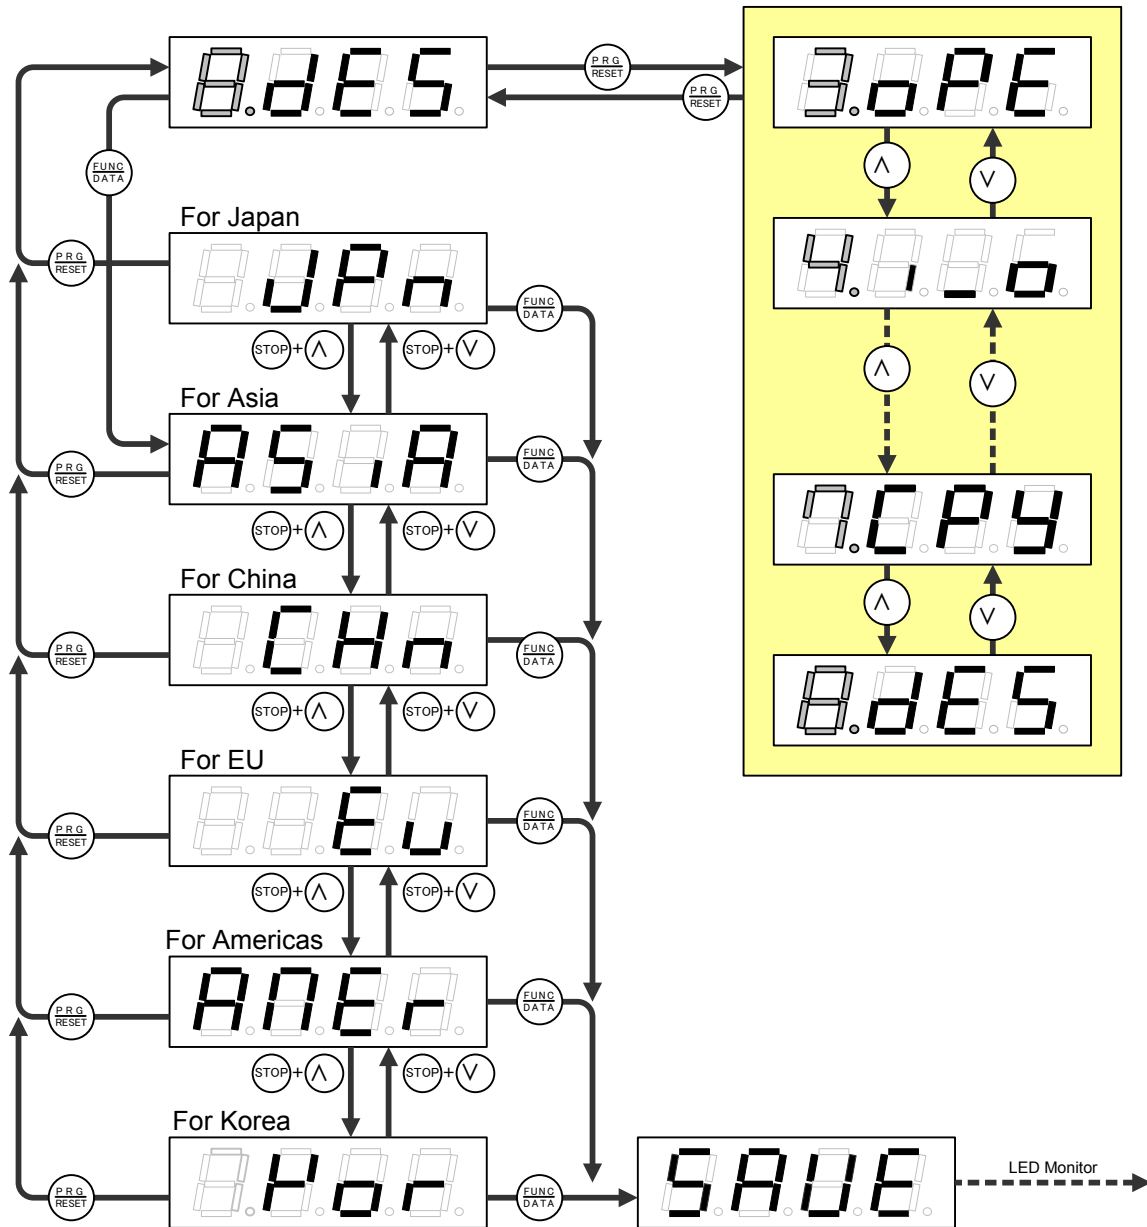 8.dES
PRG
RESET
PRG
RESET
3.oPE
∧
∨
FUNC
DATA
For Japan
JPn
PRG
RESET
FUNC
DATA
4.i_o
STOP+∧
STOP+∨
∧
∨
For Asia
ASiA
PRG
RESET
FUNC
DATA
STOP+∧
STOP+∨
7.CPY
∧
∨
For China
CHn
PRG
RESET
FUNC
DATA
8.dES
STOP+∧
STOP+∨
For EU
EU
PRG
RESET
FUNC
DATA
STOP+∧
STOP+∨
For Americas
AMEr
PRG
RESET
FUNC
DATA
STOP+∧
STOP+∨
For Korea
Kor
PRG
RESET
FUNC
DATA
SAVE
LED Monitor